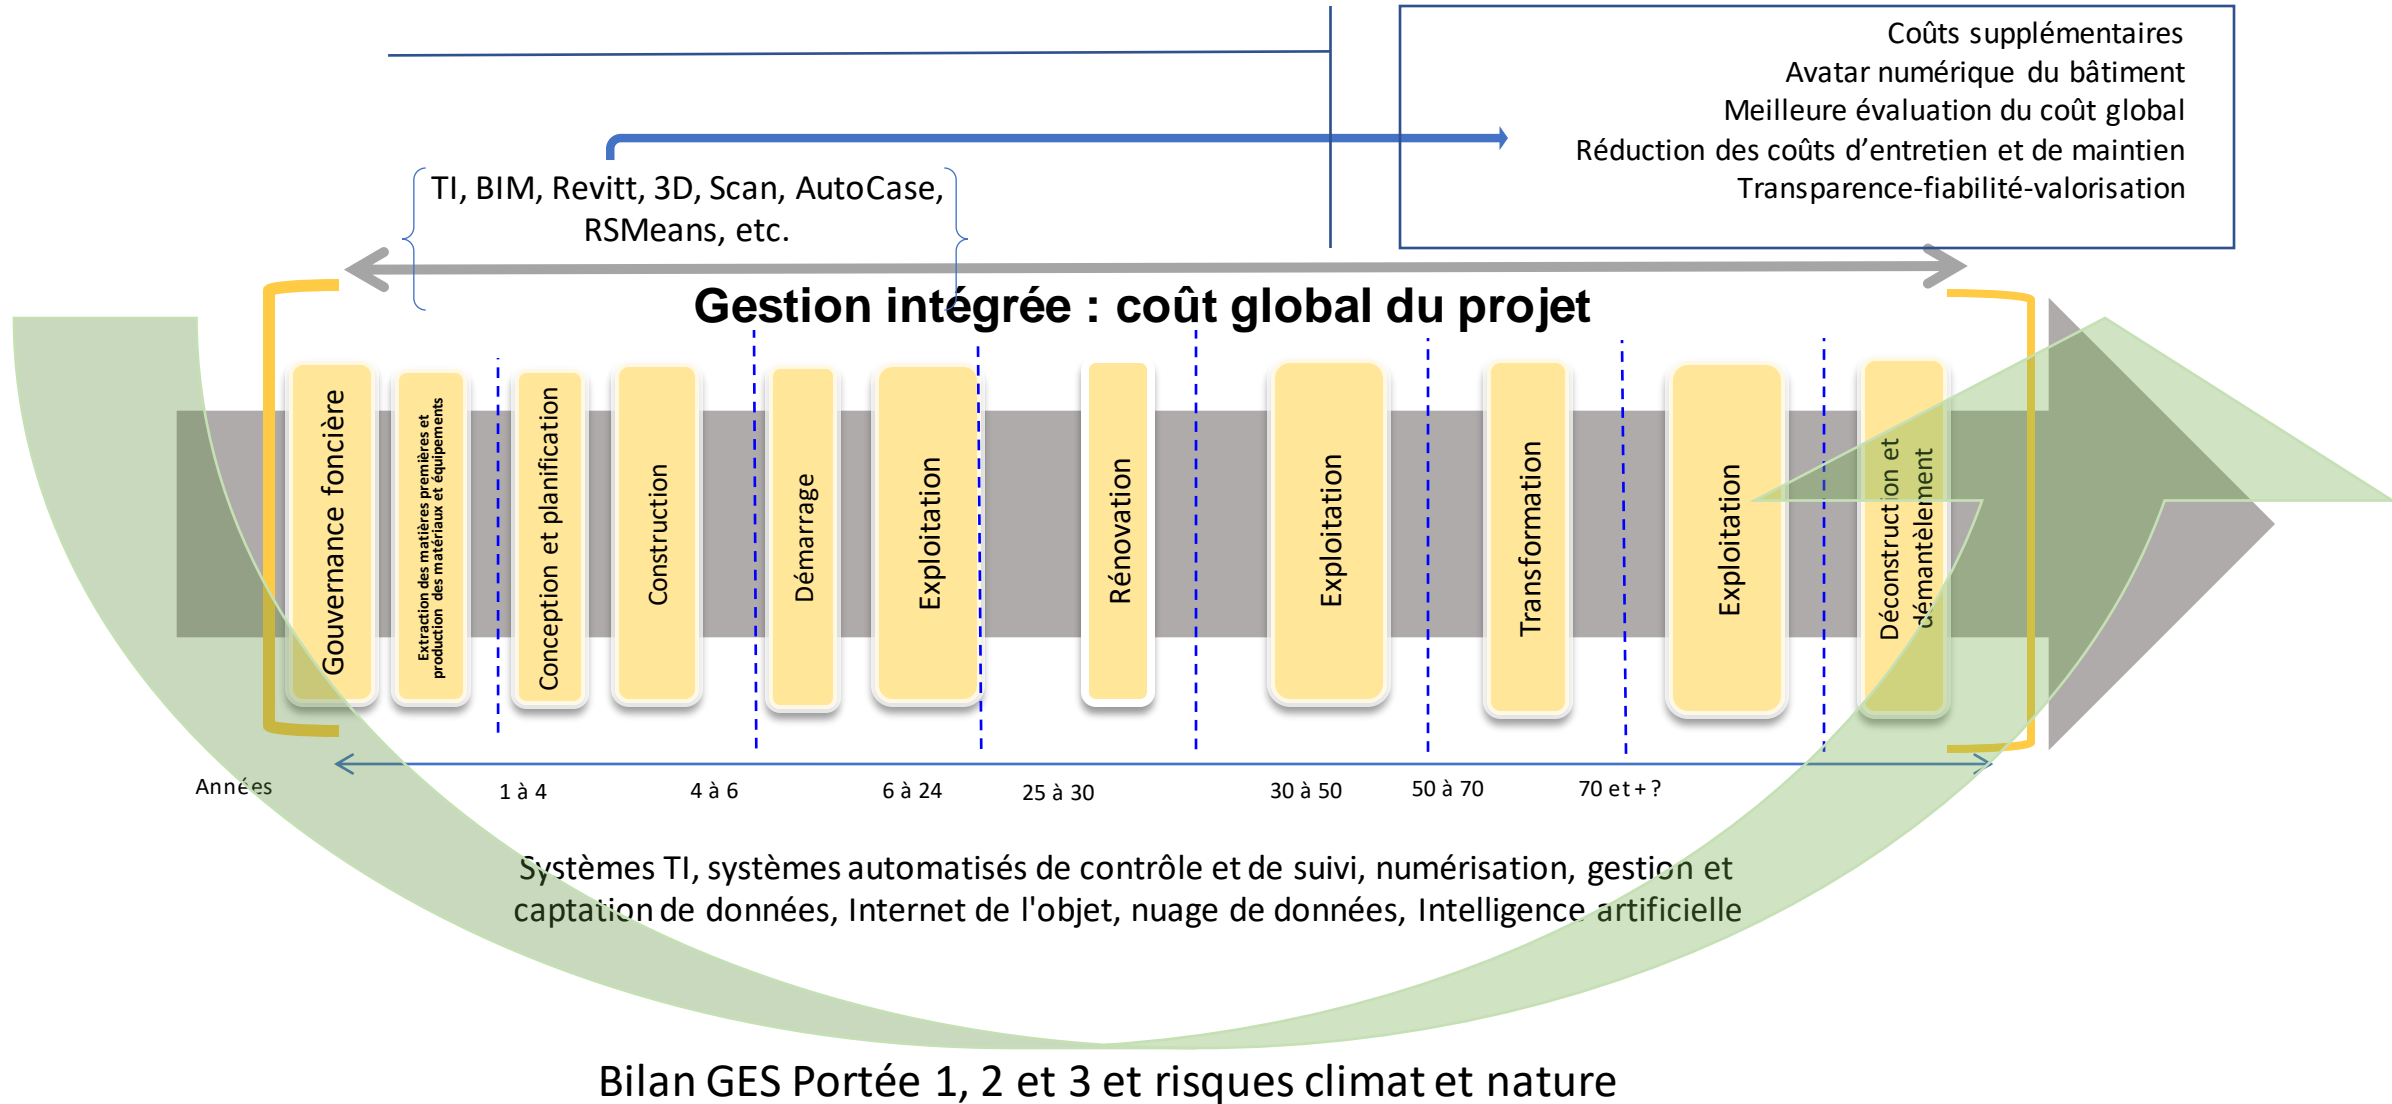 Coûts supplémentaires
Avatar numérique du bâtiment
Meilleure évaluation du coût global
Réduction des coûts d’entretien et de maintien
Transparence-fiabilité-valorisation
TI, BIM, Revitt, 3D, Scan, AutoCase,
RSMeans, etc.
Gestion intégrée : coût global du projet
Gouvernance foncière
Extraction des matières premières et
production des matériaux et équipements
Conception et planification
Construction
Démarrage
Exploitation
Rénovation
Exploitation
Transformation
Exploitation
Déconstruction et
démantèlement
Années
1 à 4
4 à 6
6 à 24
25 à 30
30 à 50
50 à 70
70 et + ?
Systèmes TI, systèmes automatisés de contrôle et de suivi, numérisation, gestion et
captation de données, Internet de l'objet, nuage de données, Intelligence artificielle
Bilan GES Portée 1, 2 et 3 et risques climat et nature